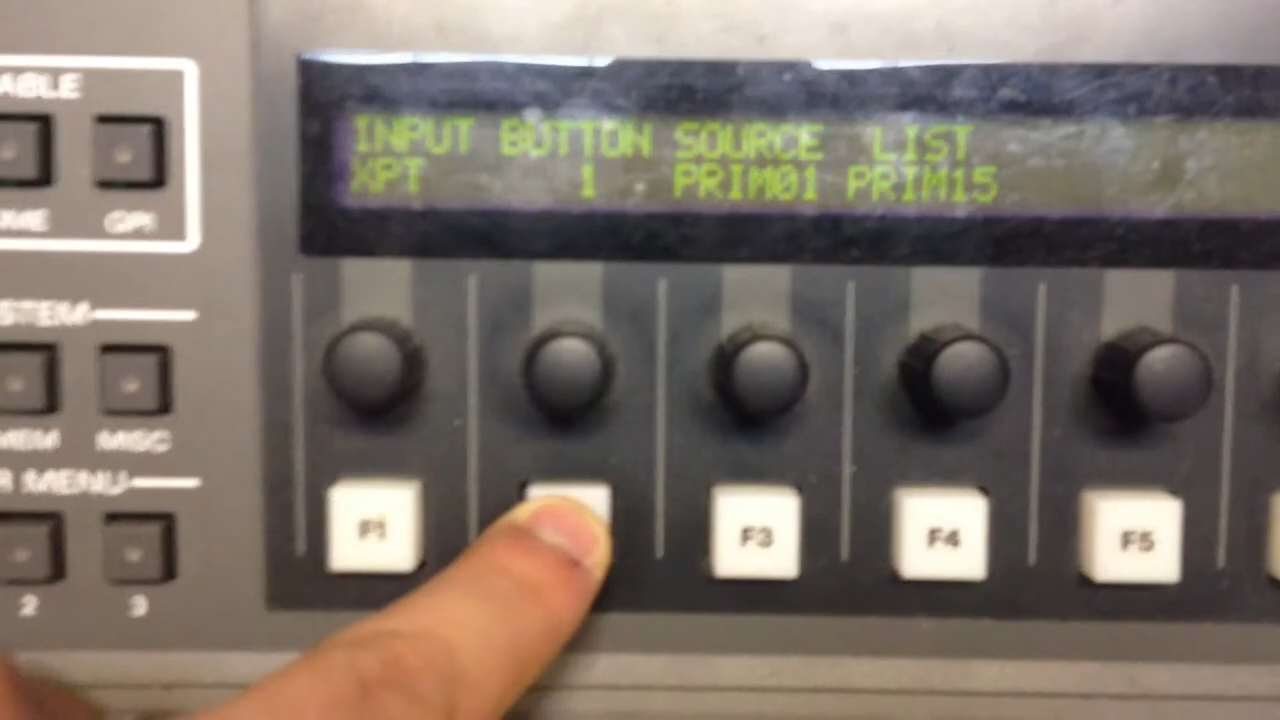 INPUT BUTTON SOURCE LIST
XPT 1 PRIM01 PRIM15
ABLE
GPI
STEM
MEM MISC
R MENU
F1 F3 F4 F5
2 3